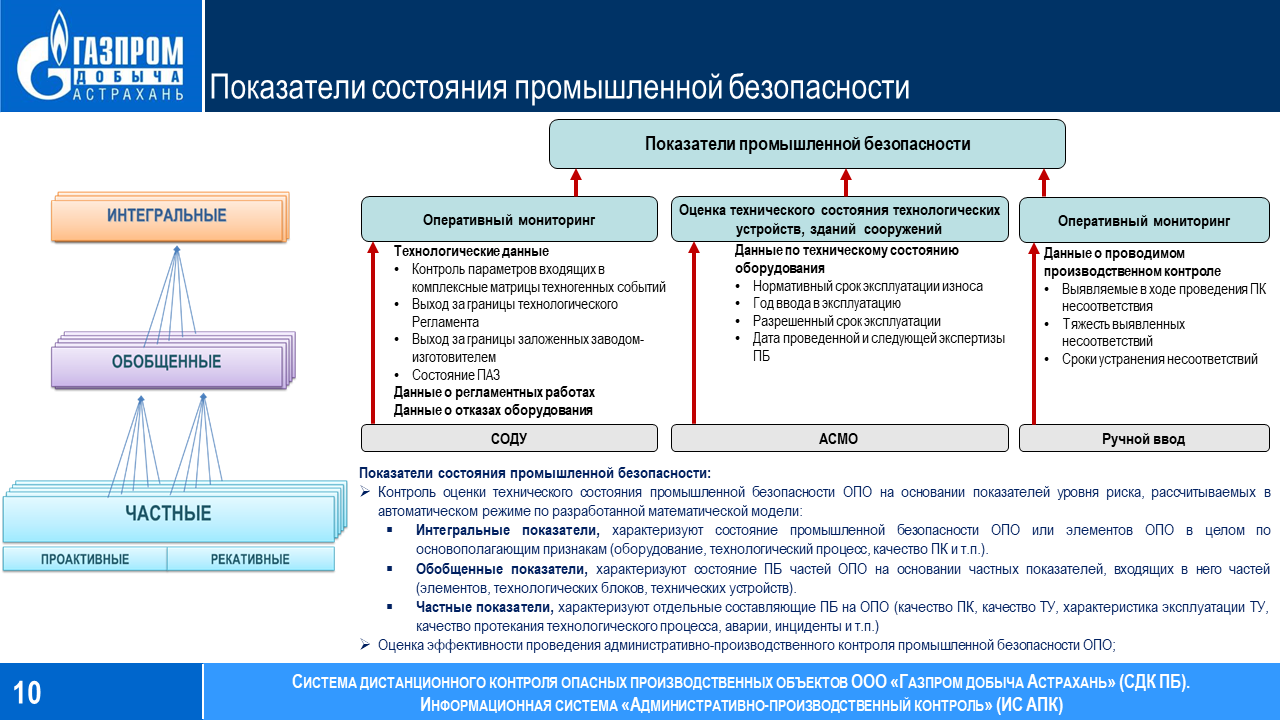 ГАЗПРОМ
ДОБЫЧА
АСТРАХАНЬ
Показатели состояния промышленной безопасности
Показатели промышленной безопасности
ИНТЕГРАЛЬНЫЕ
ОБОБЩЕННЫЕ
ЧАСТНЫЕ
ПРОАКТИВНЫЕ
РЕКАТИВНЫЕ
Оперативный мониторинг
Технологические данные
• Контроль параметров входящих в
комплексные матрицы техногенных событий
• Выход за границы технологического
Регламента
• Выход за границы заложенных заводом-
изготовителем
• Состояние ПАЗ
Данные о регламентных работах
Данные о отказах оборудования
СОДУ
Оценка технического состояния технологических
устройств, зданий сооружений
Данные по техническому состоянию
оборудования
• Нормативный срок эксплуатации износа
• Год ввода в эксплуатацию
• Разрешенный срок эксплуатации
• Дата проведенной и следующей экспертизы
ПБ
АСМО
Оперативный мониторинг
Данные о проводимом
производственном контроле
• Выявляемые в ходе проведения ПК
несоответствия
• Тяжесть выявленных
несоответствий
• Сроки устранения несоответствий
Ручной ввод
Показатели состояния промышленной безопасности:
➢ Контроль оценки технического состояния промышленной безопасности ОПО на основании показателей уровня риска, рассчитываемых в
автоматическом режиме по разработанной математической модели:
▪ Интегральные показатели, характеризуют состояние промышленной безопасности ОПО или элементов ОПО в целом по
основополагающим признакам (оборудование, технологический процесс, качество ПК и т.п.).
▪ Обобщенные показатели, характеризуют состояние ПБ частей ОПО на основании частных показателей, входящих в него частей
(элементов, технологических блоков, технических устройств).
▪ Частные показатели, характеризуют отдельные составляющие ПБ на ОПО (качество ПК, качество ТУ, характеристика эксплуатации ТУ,
качество протекания технологического процесса, аварии, инциденты и т.п.)
➢ Оценка эффективности проведения административно-производственного контроля промышленной безопасности ОПО;
10
СИСТЕМА ДИСТАНЦИОННОГО КОНТРОЛЯ ОПАСНЫХ ПРОИЗВОДСТВЕННЫХ ОБЪЕКТОВ ООО «ГАЗПРОМ ДОБЫЧА АСТРАХАНЬ» (СДК ПБ).
ИНФОРМАЦИОННАЯ СИСТЕМА «АДМИНИСТРАТИВНО-ПРОИЗВОДСТВЕННЫЙ КОНТРОЛЬ» (ИС АПК)